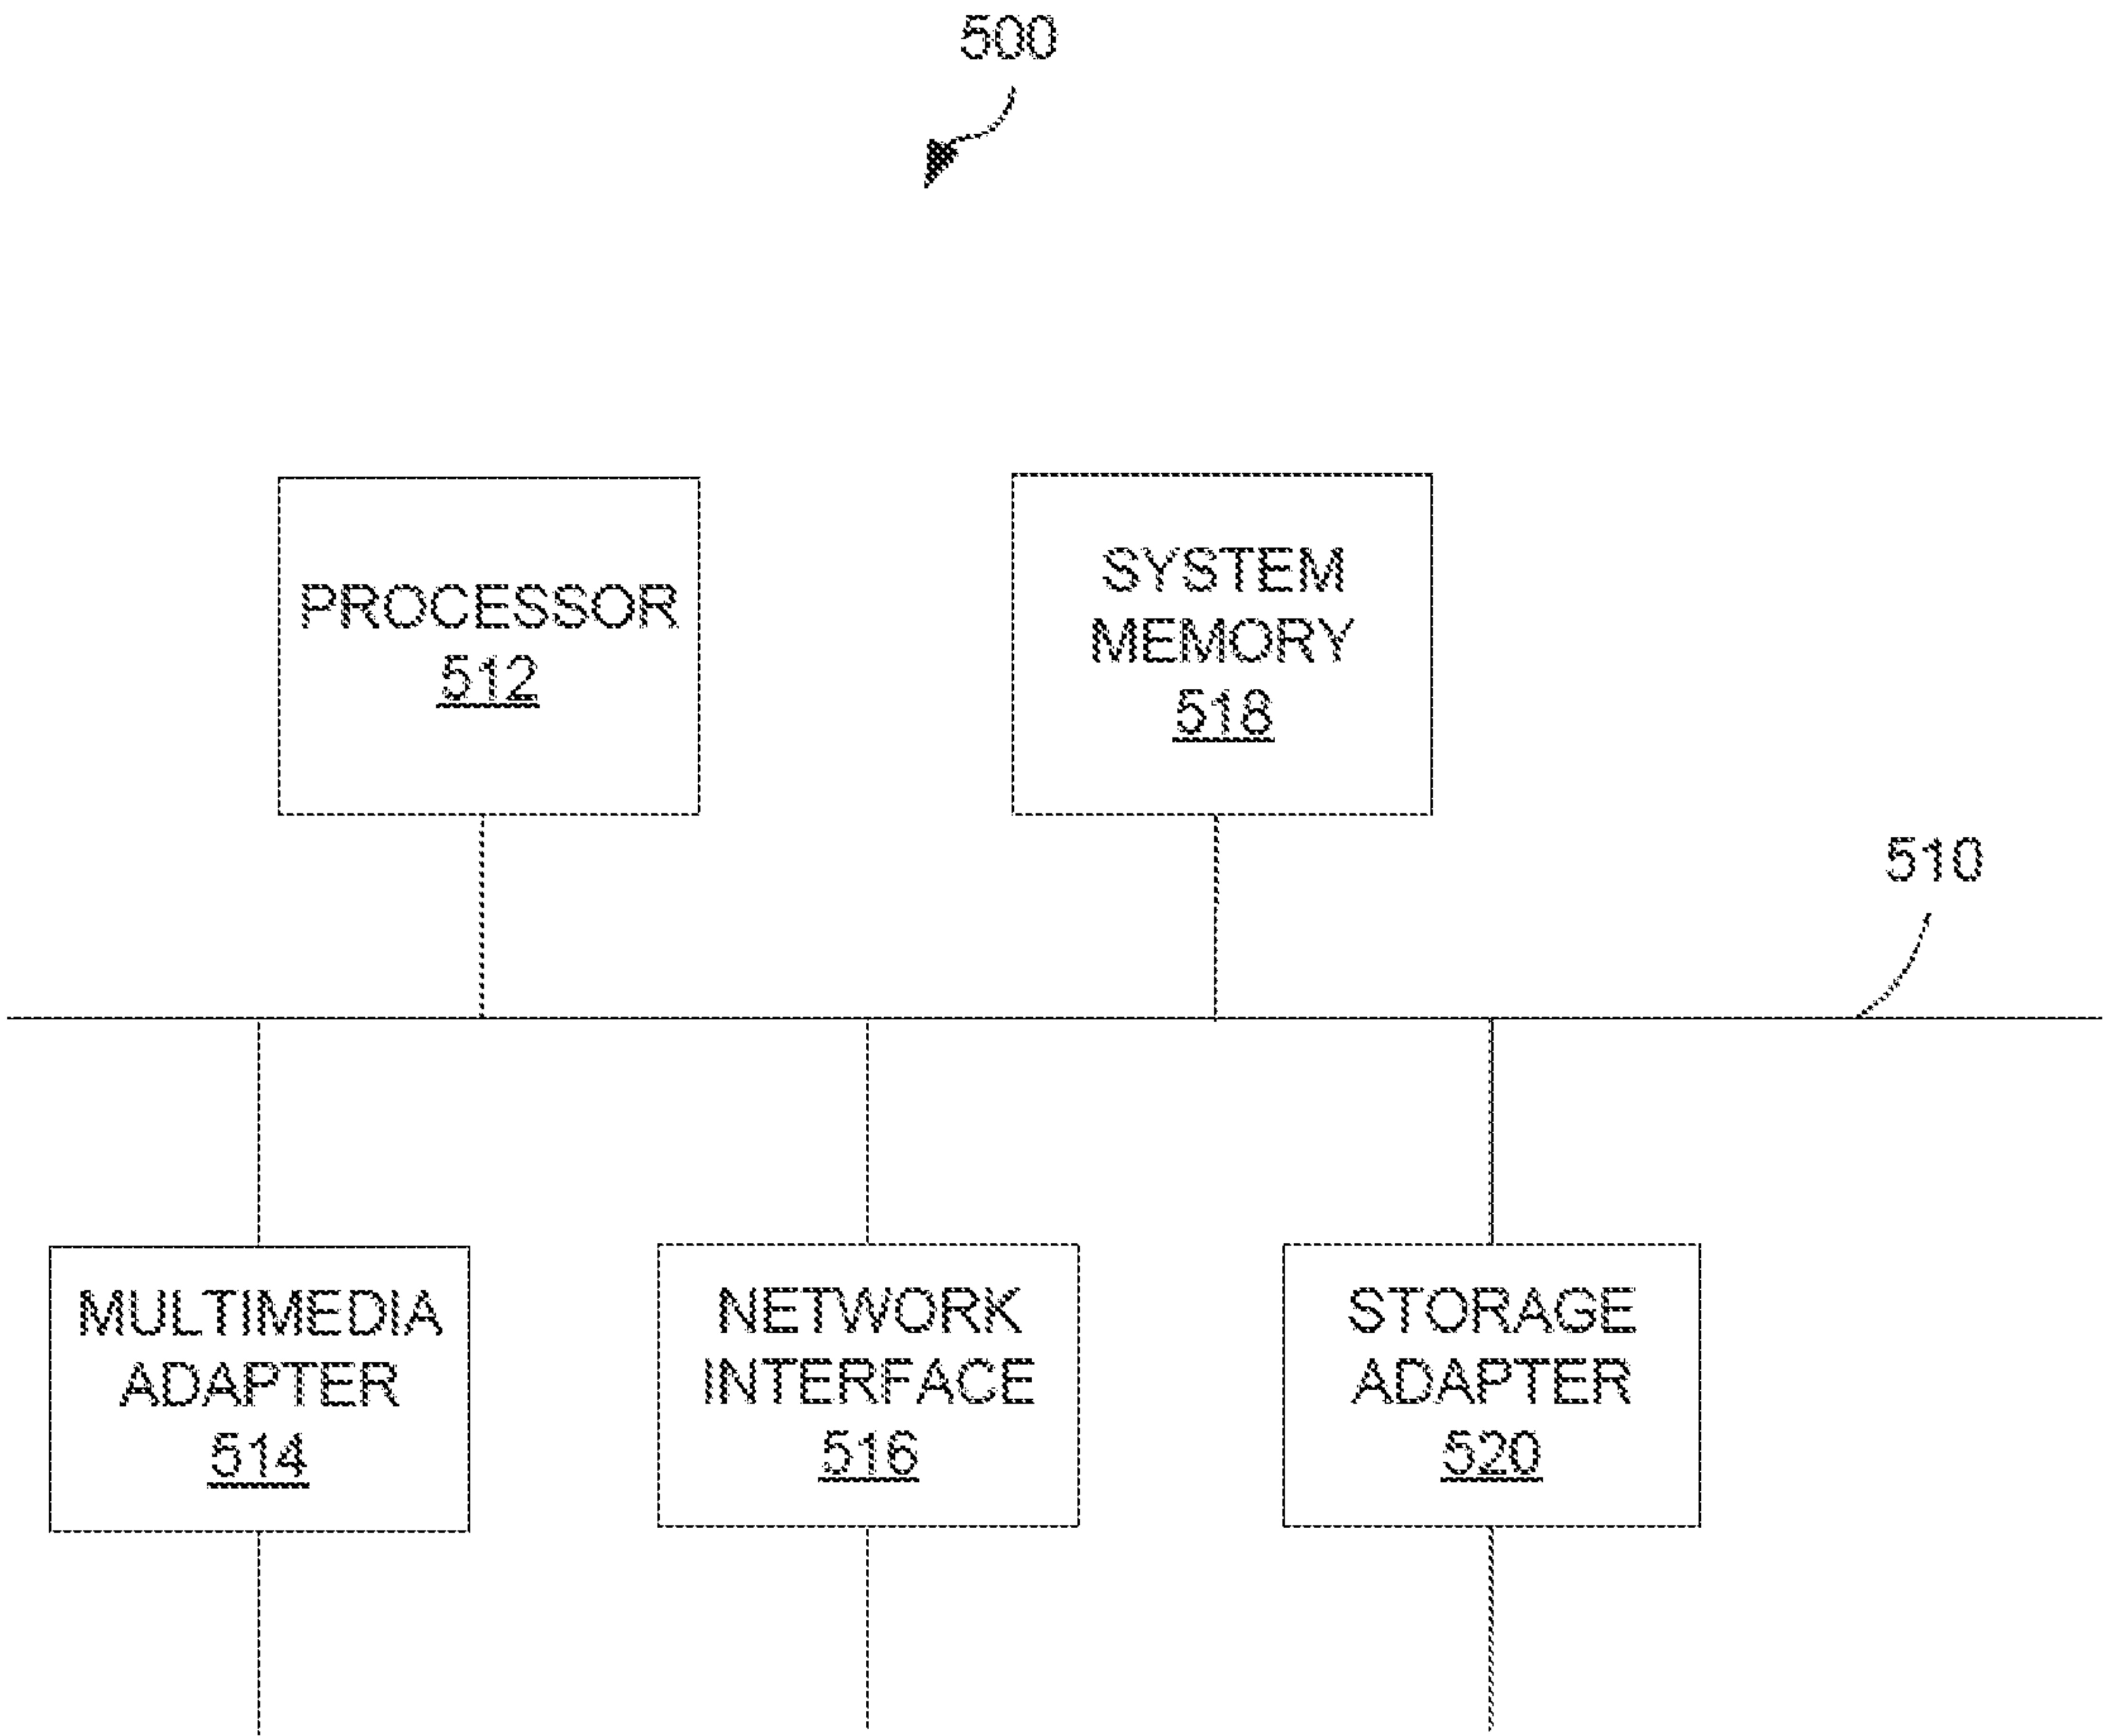 500
PROCESSOR
512
SYSTEM
MEMORY
518
510
MULTIMEDIA
ADAPTER
514
NETWORK
INTERFACE
516
STORAGE
ADAPTER
520